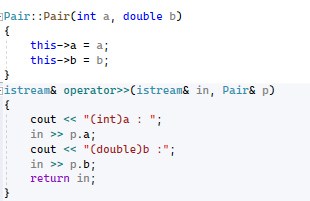 Pair::Pair(int a, double b)
{
this->a = a;
this->b = b;
}
istream& operator>>(istream& in, Pair& p)
{
cout << "(int)a : ";
in >> p.a;
cout << "(double)b :";
in >> p.b;
return in;
}